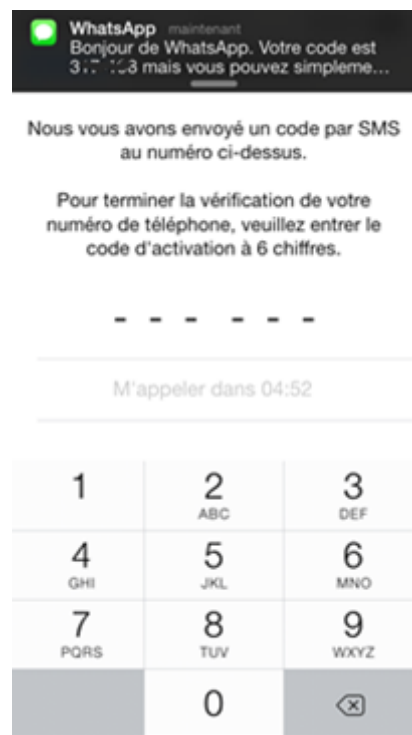 WhatsApp maintenant
Bonjour de WhatsApp. Votre code est
mais vous pouvez simpleme...
Nous vous avons envoyé un code par SMS
au numéro ci-dessus.
Pour terminer la vérification de votre
numéro de téléphone, veuillez entrer le
code d'activation à 6 chiffres.
– – – – – –
M'appeler dans 04:52
1 2 3
ABC DEF
4 5 6
GHI JKL MNO
7 8 9
PQRS TUV WXYZ
0